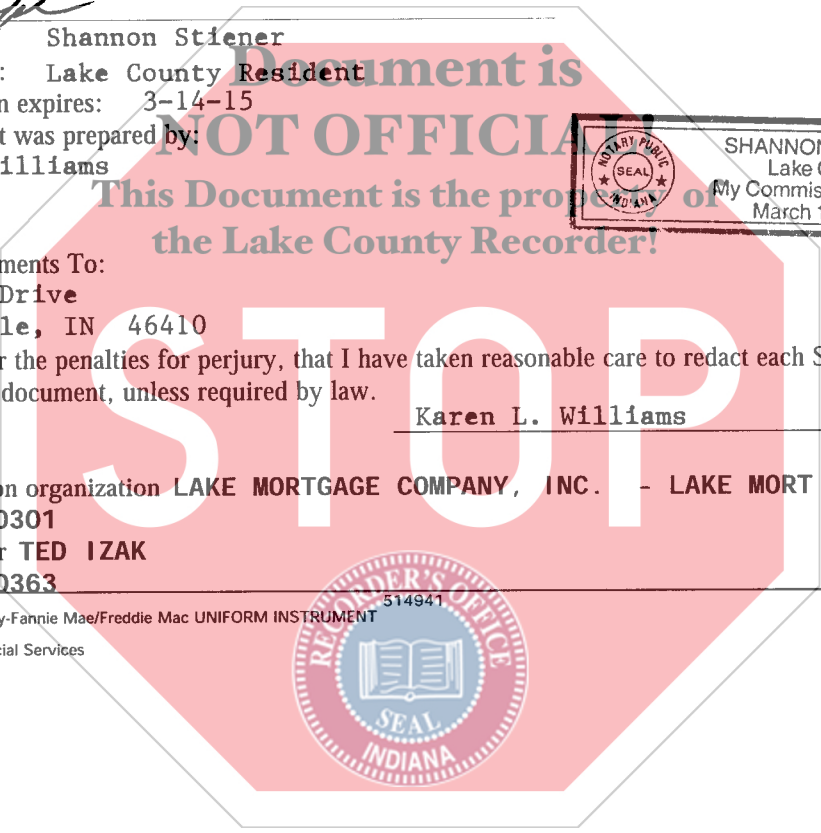 Shannon Stiener
: Lake County Resident
n expires: 3-14-15
t was prepared by:
illiams
Document is
NOT OFFICIAL!
This Document is the property of
the Lake County Recorder!
NOTARY PUBLIC
SEAL
INDIANA
SHANNON
Lake C
My Commis
March 1
ments To:
Drive
le, IN 46410
r the penalties for perjury, that I have taken reasonable care to redact each S
document, unless required by law.
Karen L. Williams
STOP
on organization LAKE MORTGAGE COMPANY, INC. - LAKE MORT
0301
r TED IZAK
0363
y-Fannie Mae/Freddie Mac UNIFORM INSTRUMENT 514941
cial Services
RECORDER'S OFFICE
SEAL
INDIANA